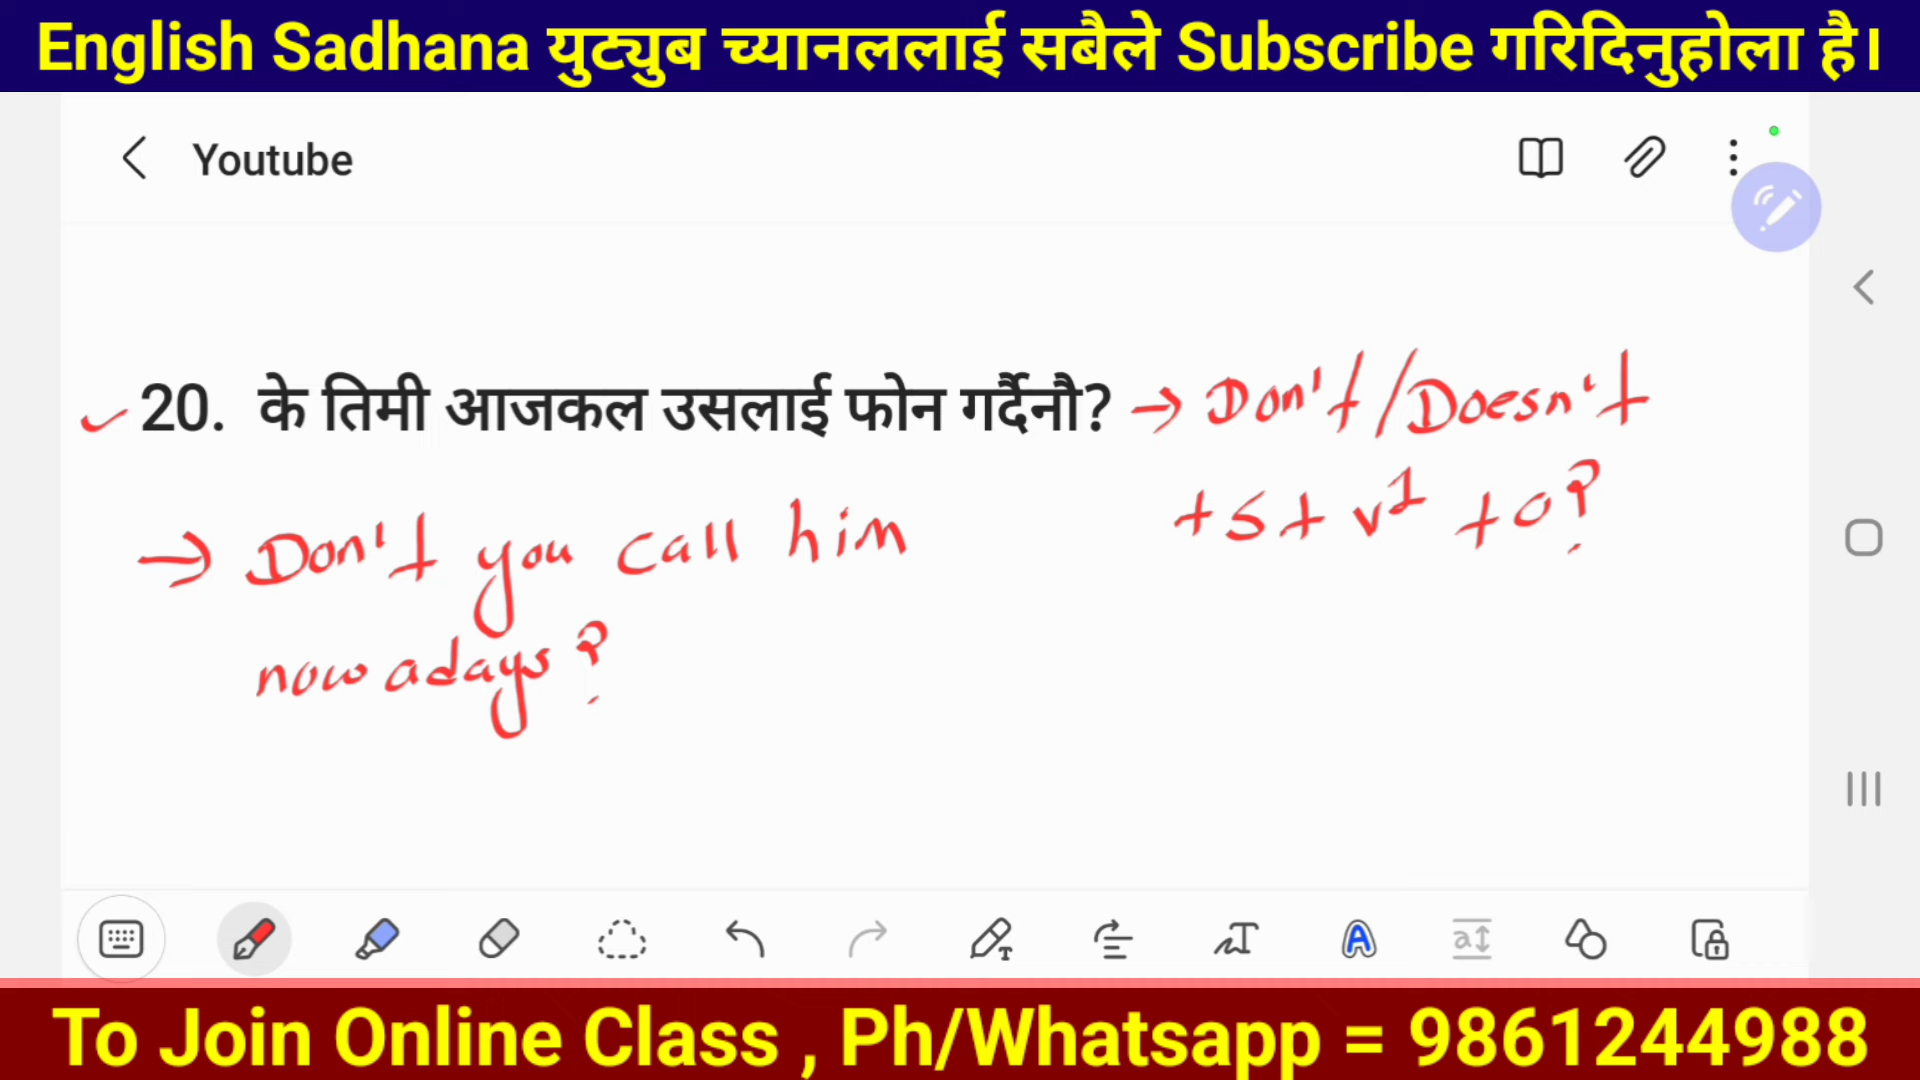 English Sadhana युट्युब च्यानललाई सबैले Subscribe गरिदिनुहोला है।
Youtube
20. के तिमी आजकल उसलाई फोन गर्दैनौ? → Don't/Doesn't
+ S + v1 + o?
→ Don't you call him
nowadays?
To Join Online Class , Ph/Whatsapp = 9861244988